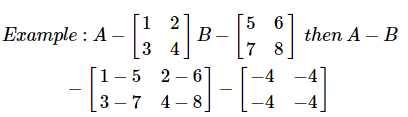 Example : A − [1 2 3 4] B − [5 6 7 8] then A − B
− [1 − 5 2 − 6 3 − 7 4 − 8] − [−4 −4 −4 −4]